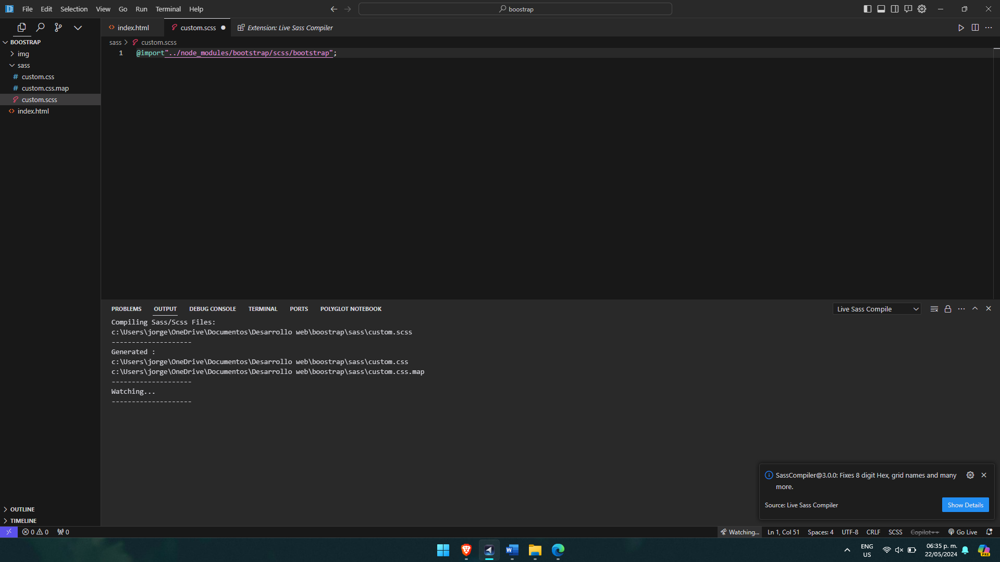 File Edit Selection View Go Run Terminal Help
boostrap
index.html
custom.scss
Extension: Live Sass Compiler
BOOSTRAP
img
sass
custom.css
custom.css.map
custom.scss
index.html
sass > custom.scss
1 @import"../node_modules/bootstrap/scss/bootstrap";
PROBLEMS OUTPUT DEBUG CONSOLE TERMINAL PORTS POLYGLOT NOTEBOOK
Live Sass Compile
Compiling Sass/Scss Files:
c:\Users\jorge\OneDrive\Documentos\Desarrollo web\boostrap\sass\custom.scss
--------------------
Generated :
c:\Users\jorge\OneDrive\Documentos\Desarrollo web\boostrap\sass\custom.css
c:\Users\jorge\OneDrive\Documentos\Desarrollo web\boostrap\sass\custom.css.map
--------------------
Watching...
--------------------
SassCompiler@3.0.0: Fixes 8 digit Hex, grid names and many
more.
Source: Live Sass Compiler
Show Details
OUTLINE
TIMELINE
0 0 0
Watching... Ln 1, Col 51 Spaces: 4 UTF-8 CRLF SCSS Copilot++ Go Live
ENG
US
06:35 p. m.
22/05/2024
PRE